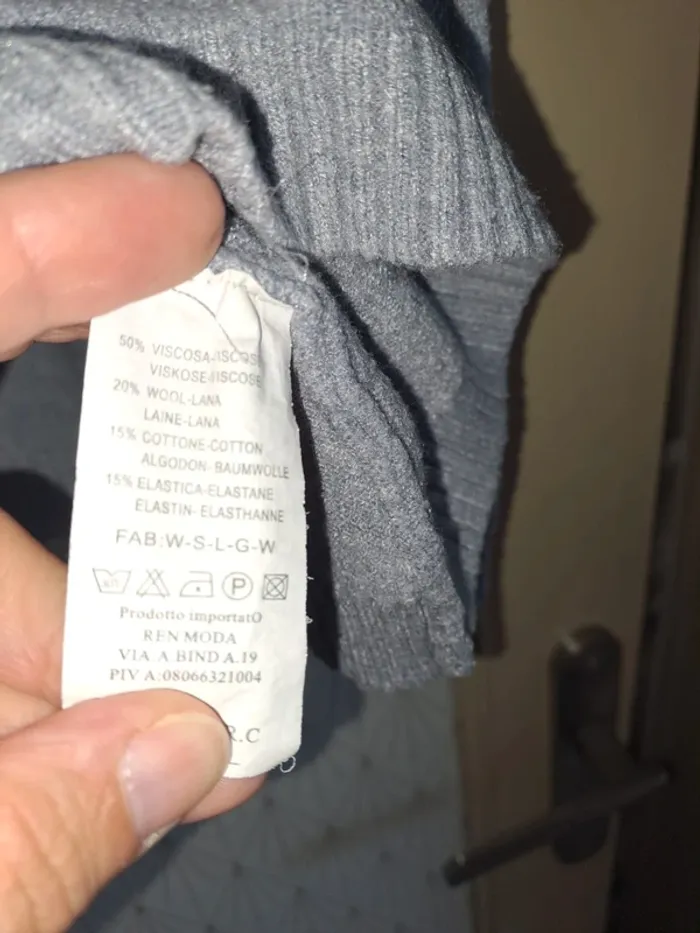 50% VISCOSA-VISCOS
VISKOSE-VISCOSE
20% WOOL-LANA
LAINE-LANA
15% COTTONE-COTTON
ALGODON-BAUMWOLLE
15% ELASTICA-ELASTANE
ELASTIN-ELASTHANNE
FAB:W-S-L-G-W
P
Prodotto importatO
REN MODA
VIA A BIND A.19
PIV A:08066321004
R.C